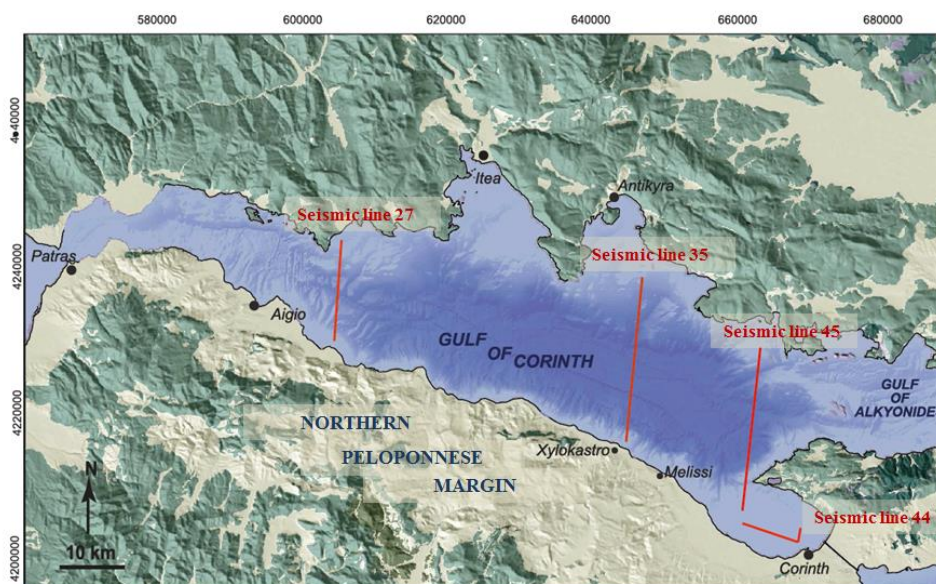 580000 600000 620000 640000 660000 680000
4●40000
4240000
4220000
4200000
Itea
Antikyra
Seismic line 27
Seismic line 35
Patras
Aigio
Seismic line 45
GULF
OF
CORINTH
GULF
OF
ALKYONIDE
NORTHERN
PELOPONNESE
MARGIN
Xylokastro
Melissi
N
Seismic line 44
10 km
Corinth